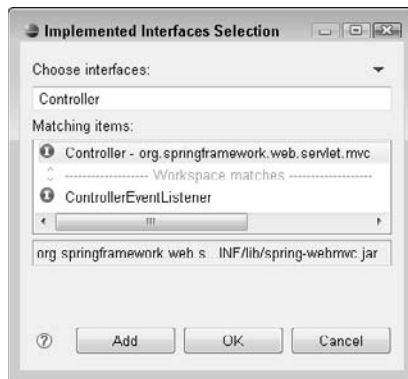 Implemented Interfaces Selection
Choose interfaces:
Controller
Matching items:
Controller - org.springframework.web.servlet.mvc
Workspace matches
ControllerEventListener
org.springframework.web.s... INF/lib/spring-webmvc.jar
Add OK Cancel